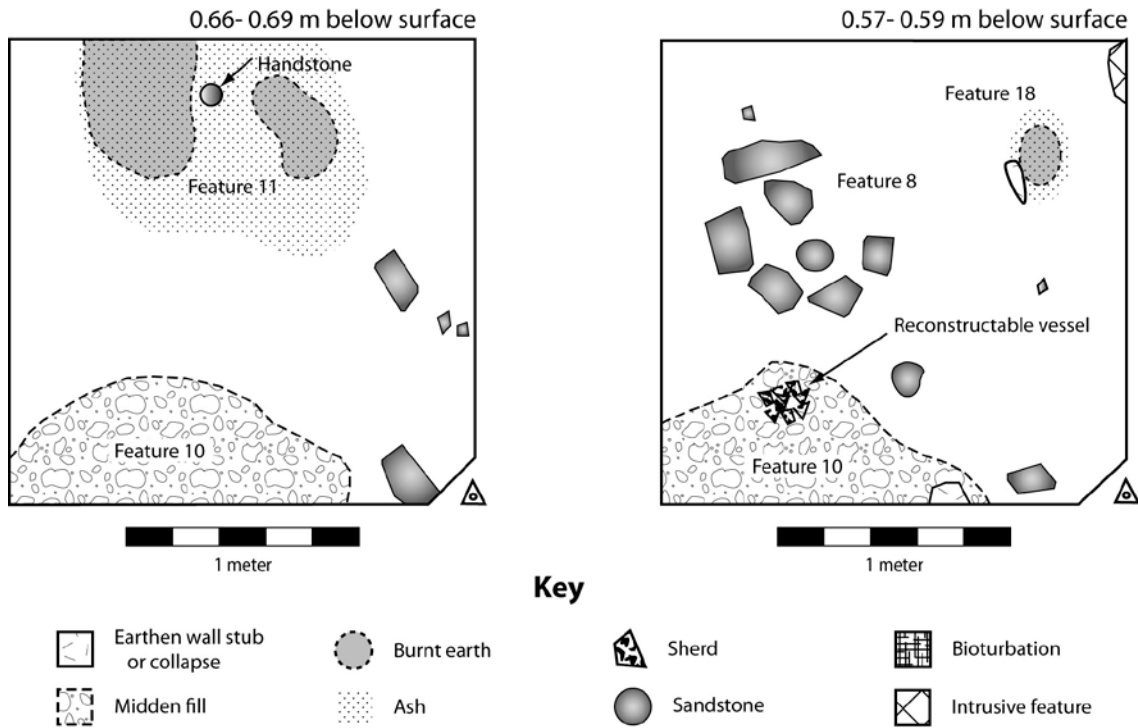 0.66- 0.69 m below surface
Handstone
Feature 11
Feature 10
1 meter
0.57- 0.59 m below surface
Feature 18
Feature 8
Reconstructable vessel
Feature 10
1 meter
Key
Earthen wall stub
or collapse
Burnt earth
Sherd
Bioturbation
Midden fill
Ash
Sandstone
Intrusive feature